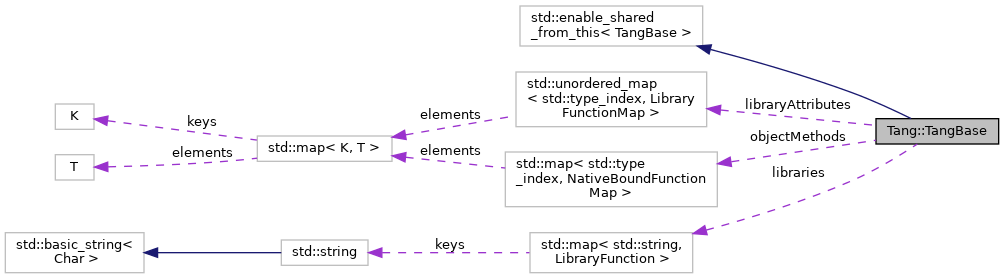 std::enable_shared
_from_this< TangBase >
std::unordered_map
< std::type_index, Library
FunctionMap >
libraryAttributes
elements
K
keys
Tang::TangBase
objectMethods
std::map< K, T >
elements
T
elements
std::map< std::type
_index, NativeBoundFunction
Map >
libraries
std::basic_string<
Char >
std::string
keys
std::map< std::string,
LibraryFunction >